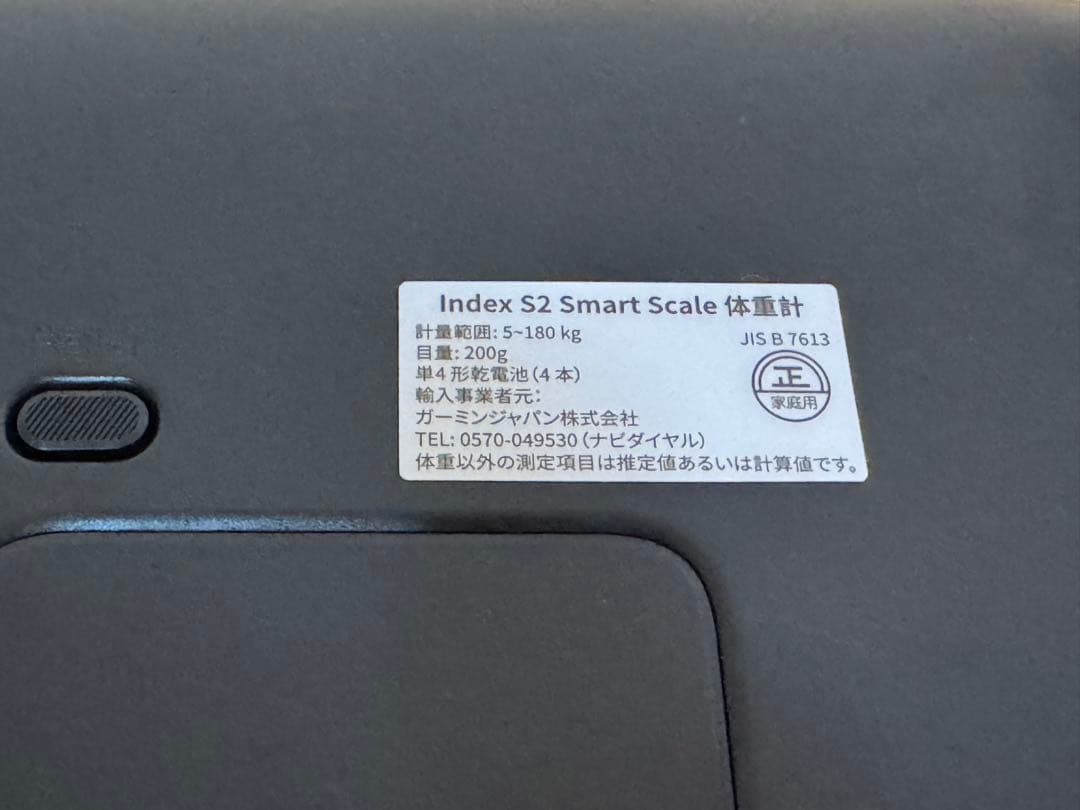 Index S2 Smart Scale 体重計
計量範囲: 5~180 kg
JIS B 7613
目量: 200g
単4形乾電池(4本)
正
家庭用
輸入事業者元:
ガーミンジャパン株式会社
TEL: 0570-049530(ナビダイヤル)
体重以外の測定項目は推定値あるいは計算値です。